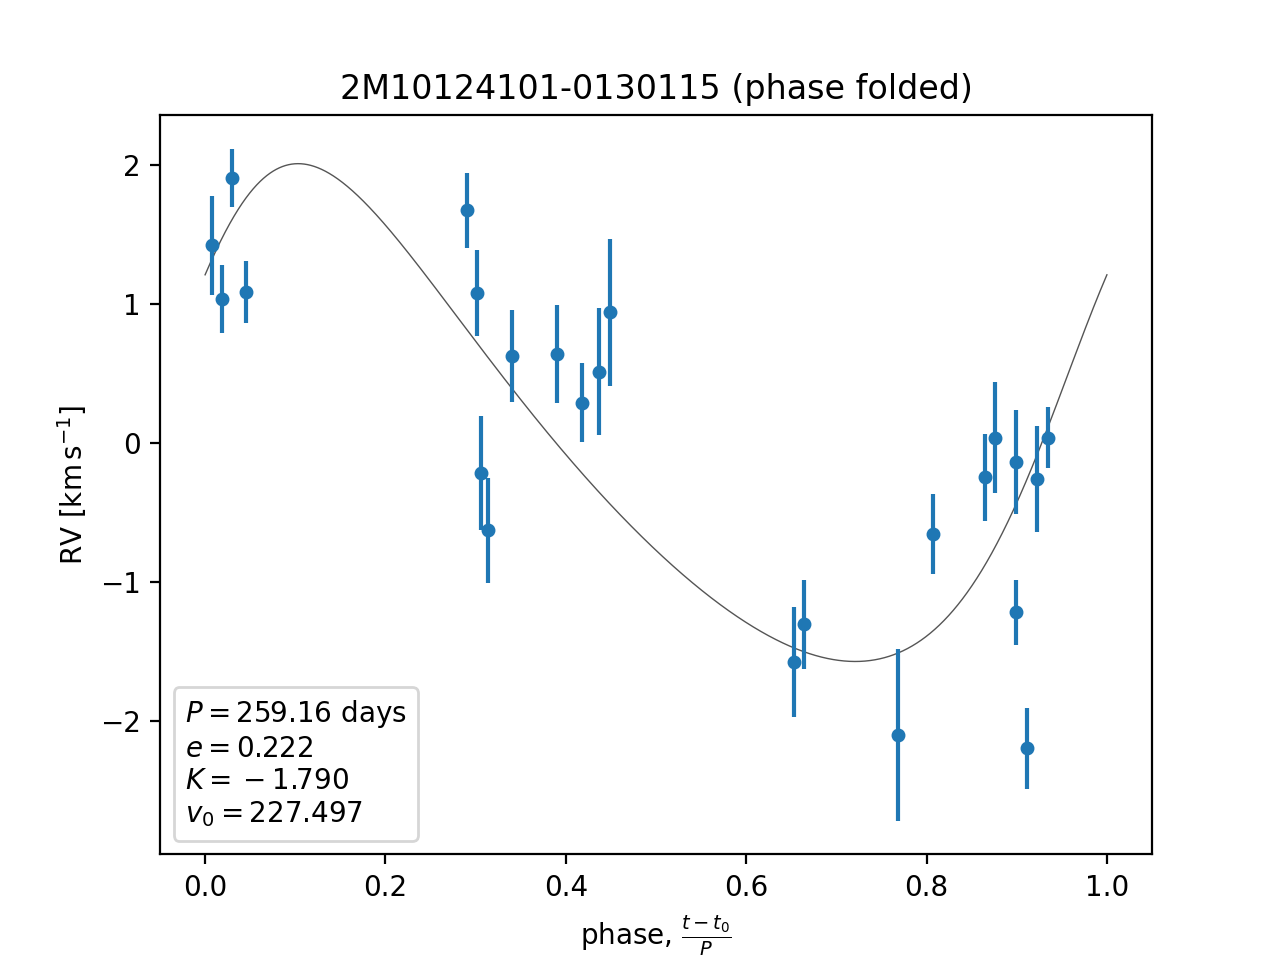 2M10124101-0130115 (phase folded)
2
1
0
−1
−2
RV [km s⁻¹]
P = 259.16 days
e = 0.222
K = −1.790
v₀ = 227.497
0.0 0.2 0.4 0.6 0.8 1.0
phase, (t − t₀)/P